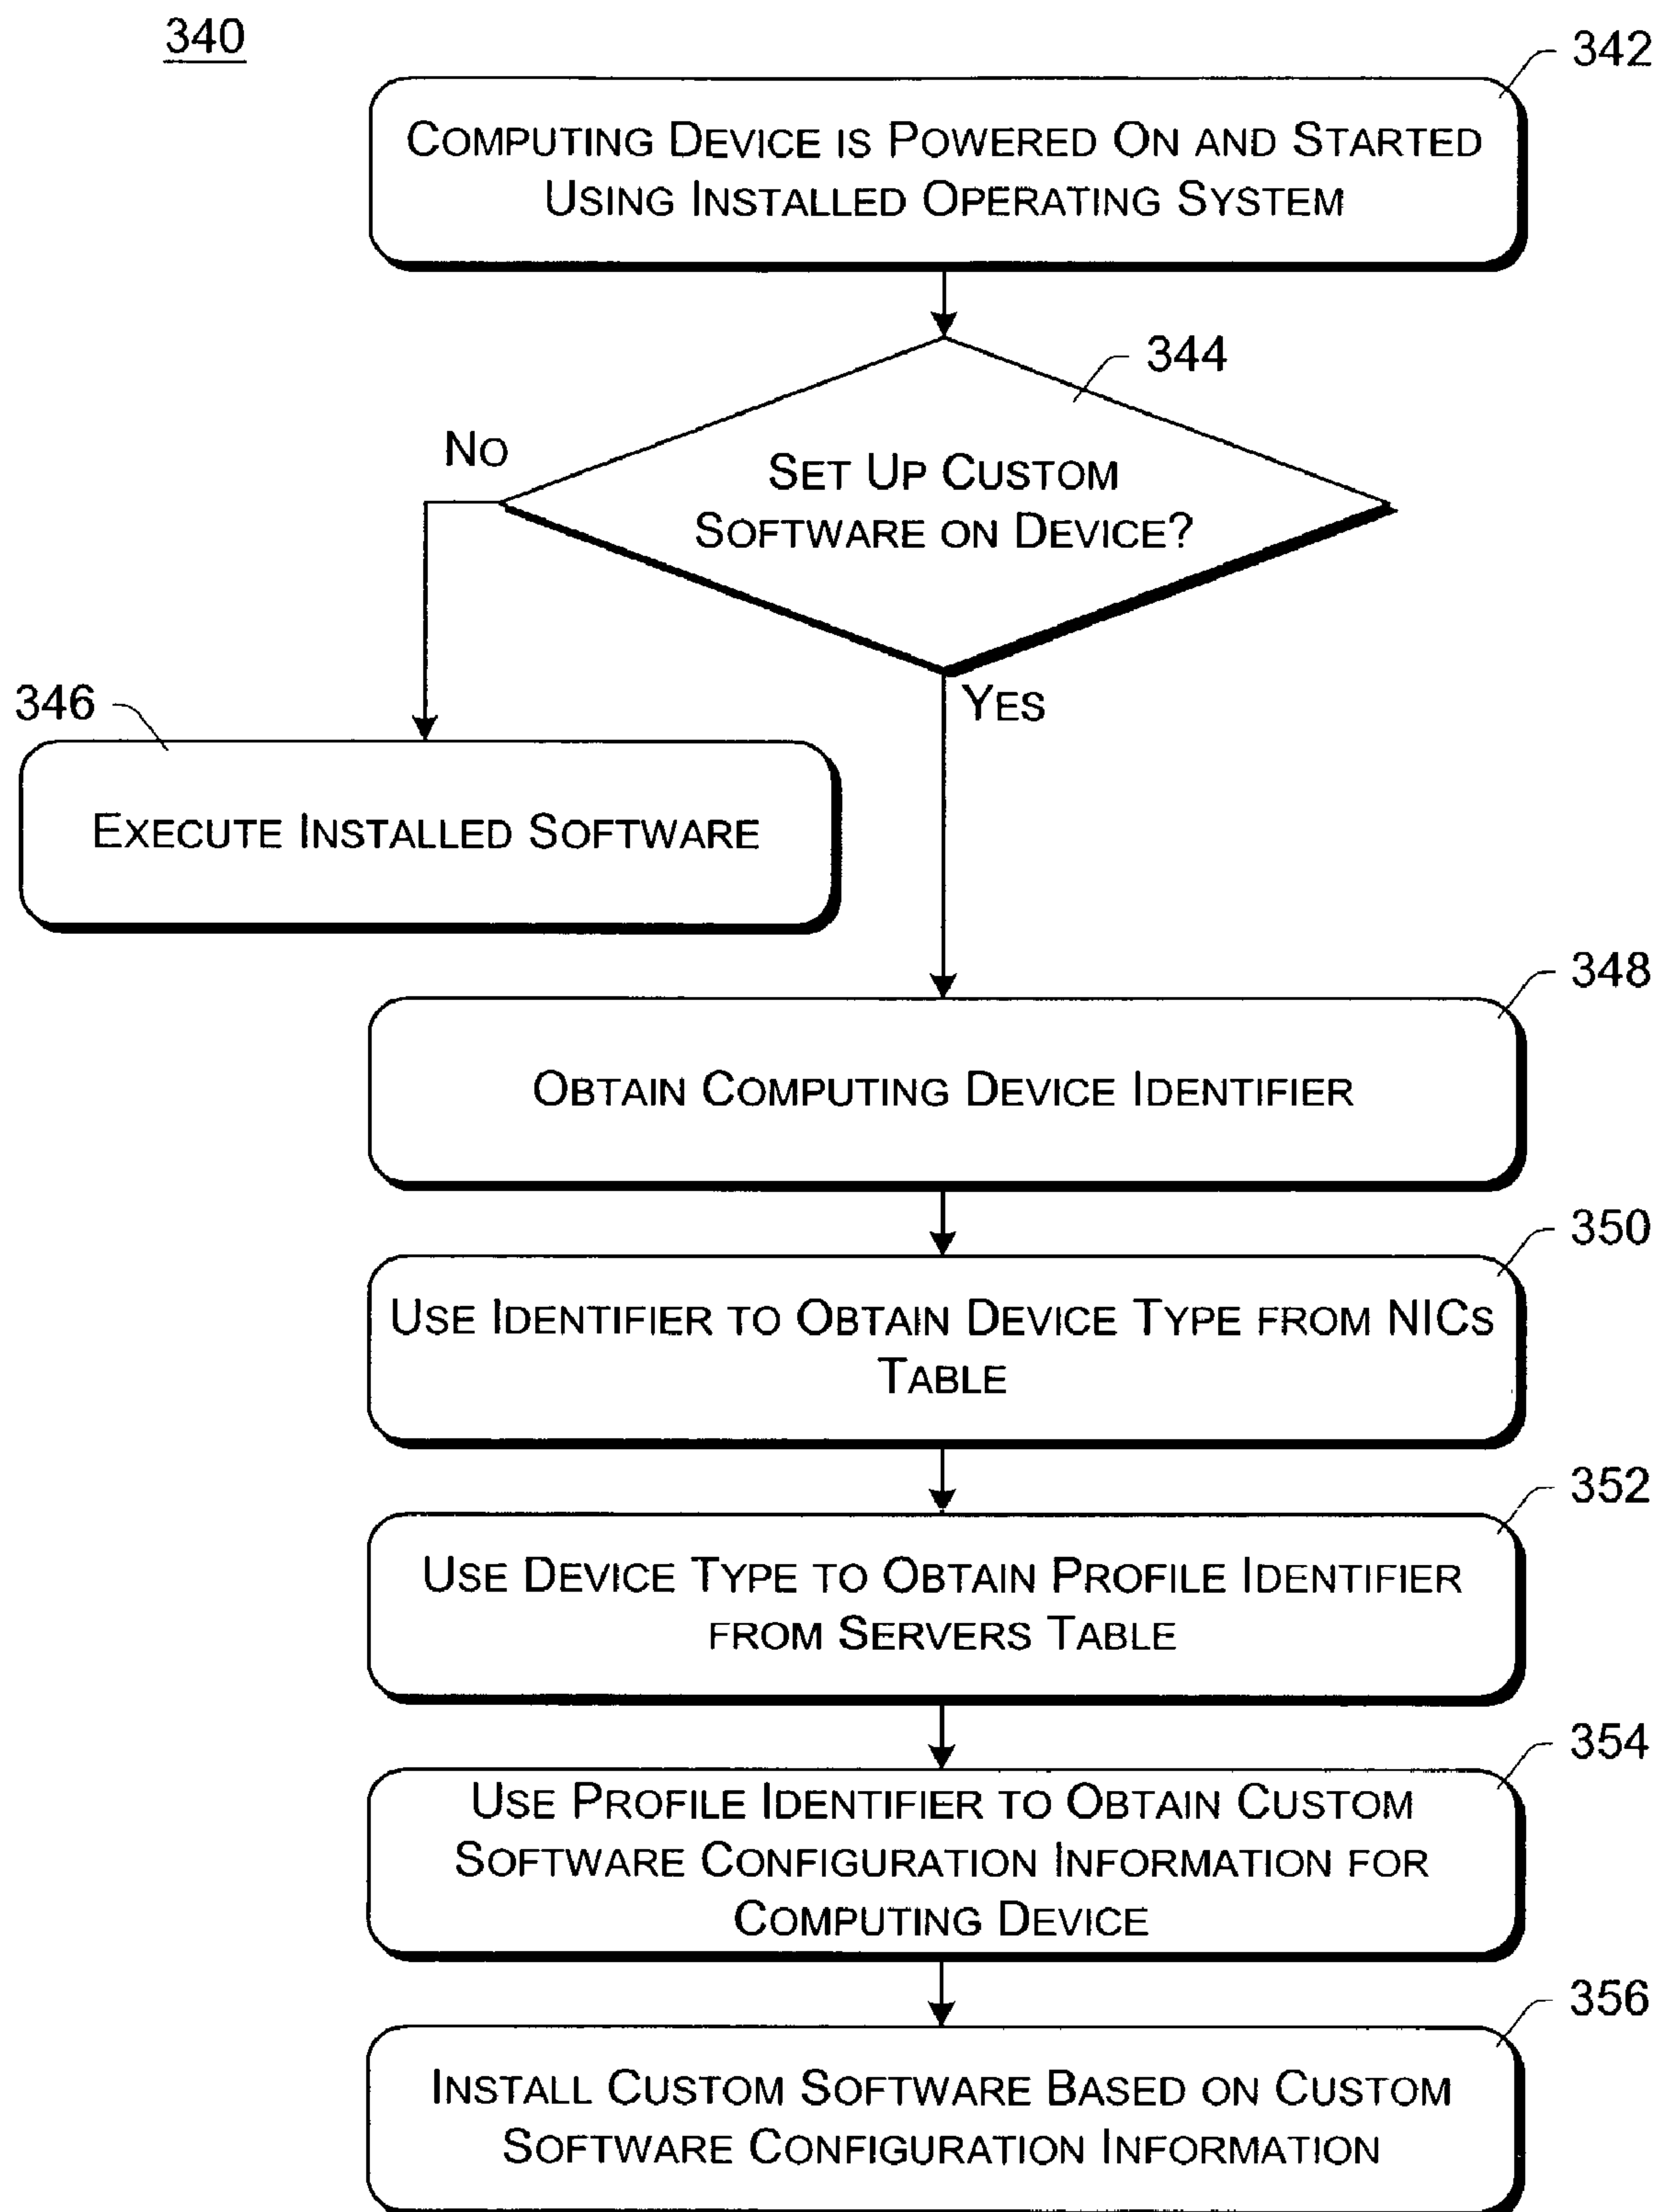 340
342
COMPUTING DEVICE IS POWERED ON AND STARTED
USING INSTALLED OPERATING SYSTEM
344
NO
SET UP CUSTOM
SOFTWARE ON DEVICE?
YES
346
EXECUTE INSTALLED SOFTWARE
348
OBTAIN COMPUTING DEVICE IDENTIFIER
350
USE IDENTIFIER TO OBTAIN DEVICE TYPE FROM NICS
TABLE
352
USE DEVICE TYPE TO OBTAIN PROFILE IDENTIFIER
FROM SERVERS TABLE
354
USE PROFILE IDENTIFIER TO OBTAIN CUSTOM
SOFTWARE CONFIGURATION INFORMATION FOR
COMPUTING DEVICE
356
INSTALL CUSTOM SOFTWARE BASED ON CUSTOM
SOFTWARE CONFIGURATION INFORMATION